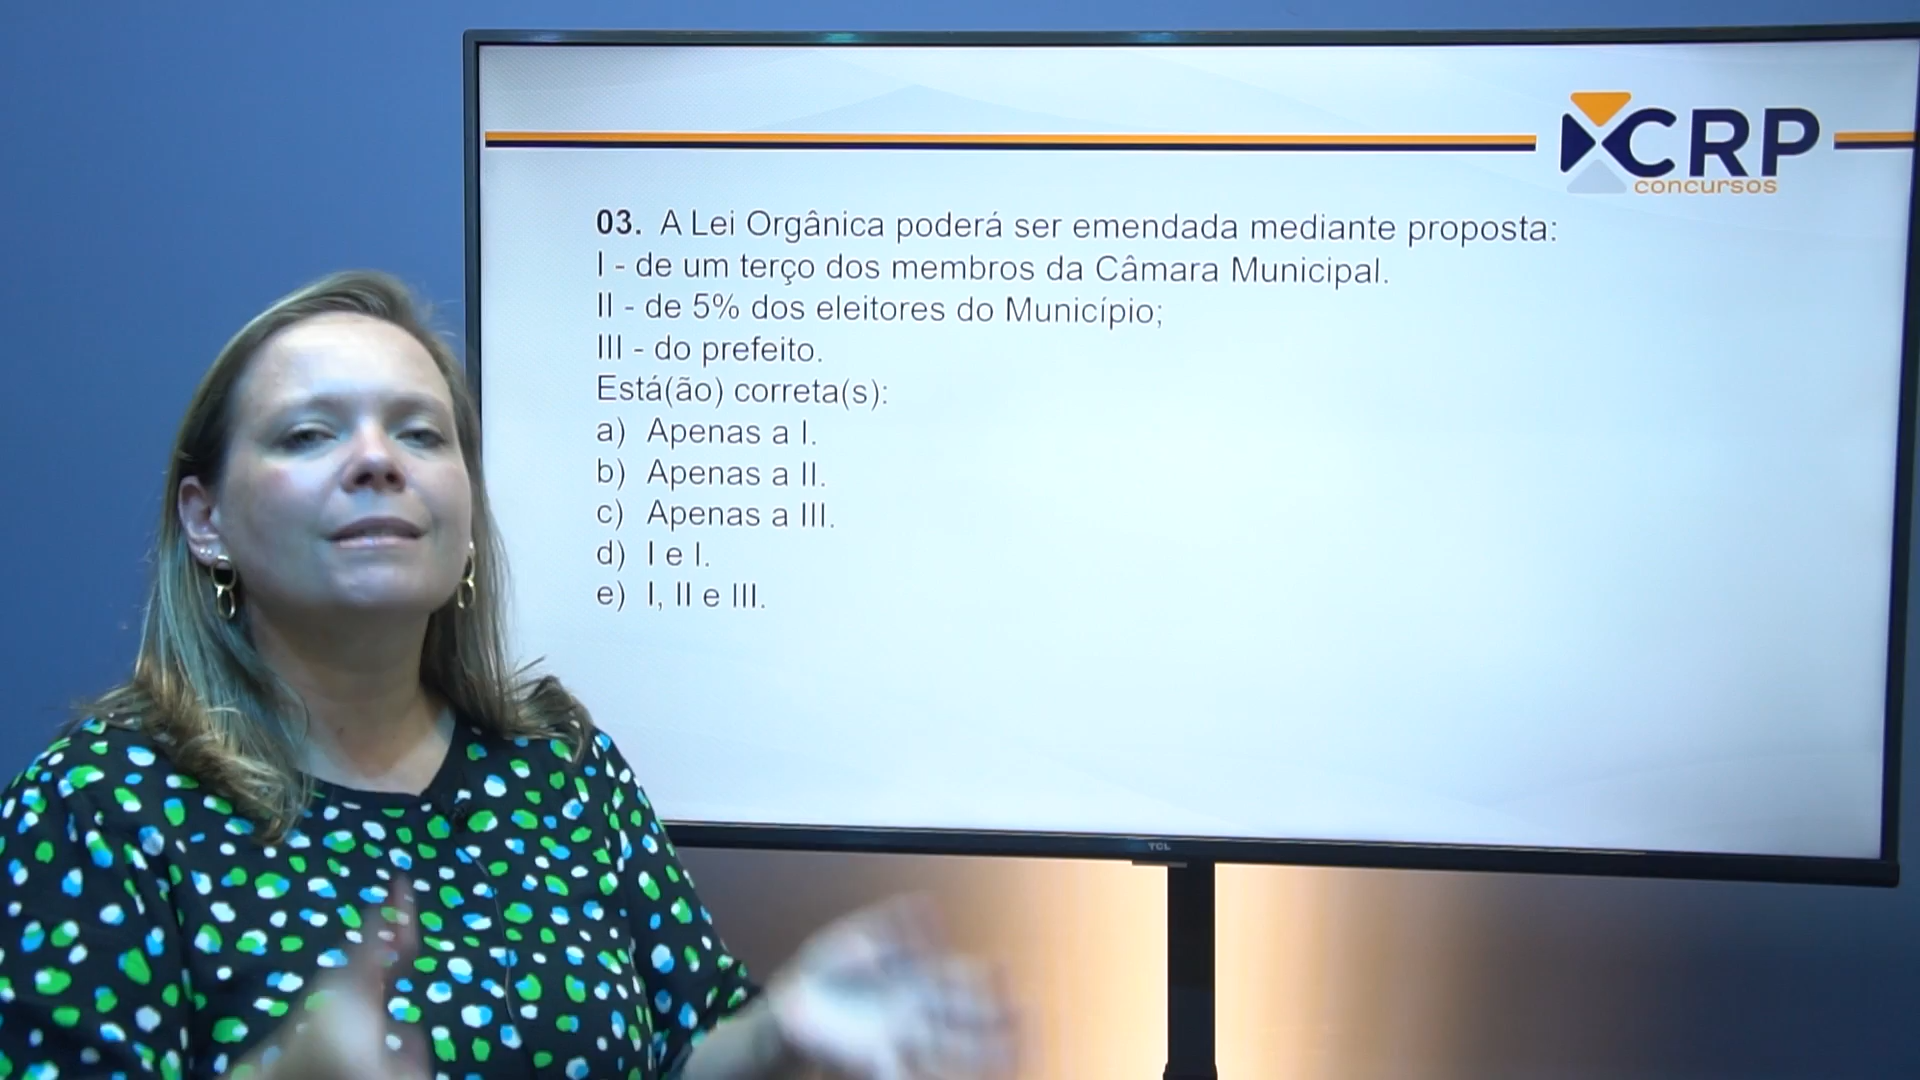 CRP
concursos
03. A Lei Orgânica poderá ser emendada mediante proposta:
I - de um terço dos membros da Câmara Municipal.
II - de 5% dos eleitores do Município;
III - do prefeito.
Está(ão) correta(s):
a) Apenas a I.
b) Apenas a II.
c) Apenas a III.
d) I e I.
e) I, II e III.
TCL